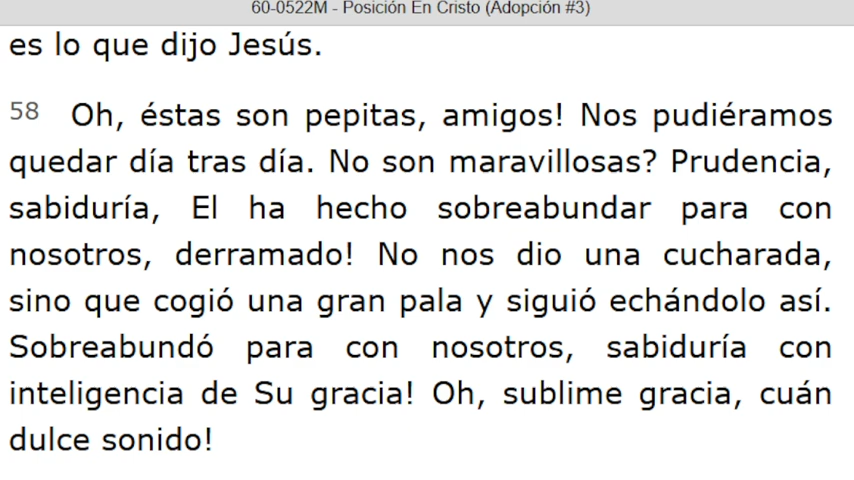 60-0522M - Posición En Cristo (Adopción #3)
es lo que dijo Jesús.
58 Oh, éstas son pepitas, amigos! Nos pudiéramos
quedar día tras día. No son maravillosas? Prudencia,
sabiduría, El ha hecho sobreabundar para con
nosotros, derramado! No nos dio una cucharada,
sino que cogió una gran pala y siguió echándolo así.
Sobreabundó para con nosotros, sabiduría con
inteligencia de Su gracia! Oh, sublime gracia, cuán
dulce sonido!